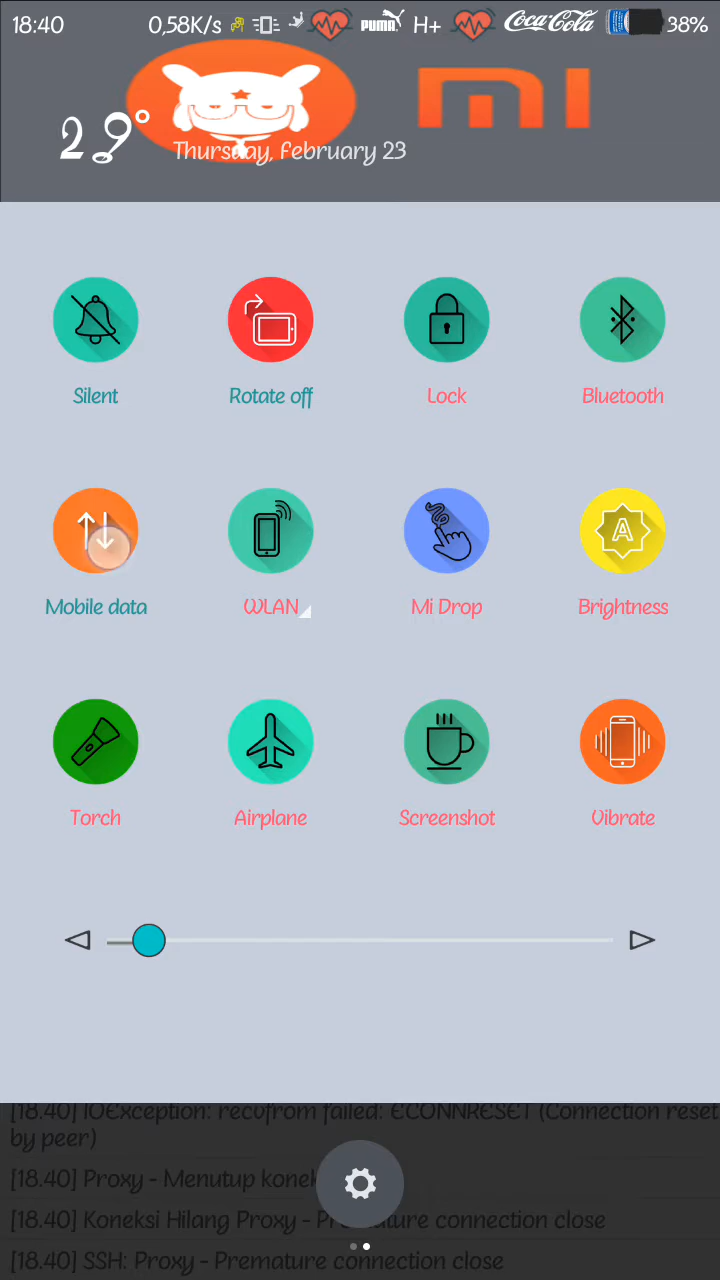 18:40 0,58K/s PUMA H+ Coca-Cola 38%
MI
29°
Thursday, February 23
Silent Rotate off Lock Bluetooth
A
Mobile data WLAN Mi Drop Brightness
Torch Airplane Screenshot Vibrate
[18.40] IOException: recvfrom failed: ECONNRESET (Connection reset
by peer)
[18.40] Proxy - Menutup
[18.40] Koneksi Hilang Proxy - Premature connection close
[18.40] SSH: Proxy - Premature connection close